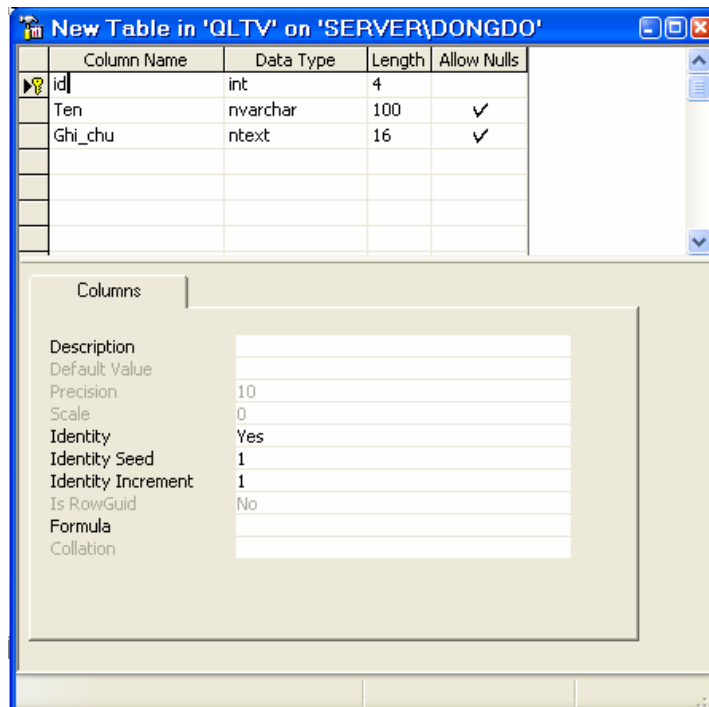 New Table in 'QLTV' on 'SERVER\DONGDO'
Column Name Data Type Length Allow Nulls
id int 4
Ten nvarchar 100
Ghi_chu ntext 16
Columns
Description
Default Value
Precision 10
Scale 0
Identity Yes
Identity Seed 1
Identity Increment 1
Is RowGuid No
Formula
Collation